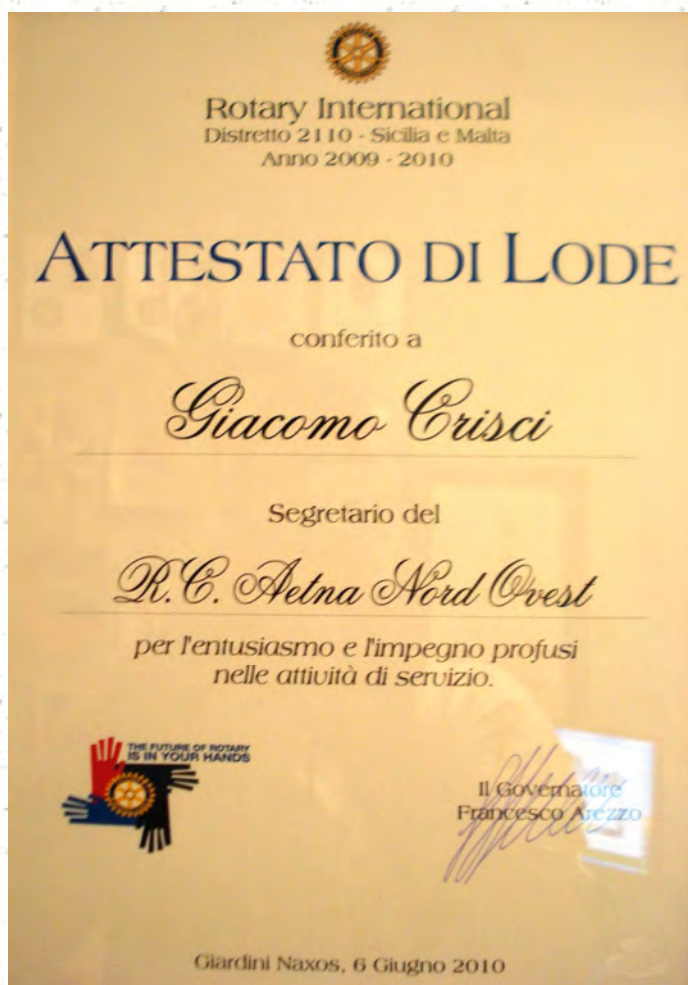 Rotary International
Distretto 2110 - Sicilia e Malta
Anno 2009 - 2010
ATTESTATO DI LODE
conferito a
Giacomo Crisci
Segretario del
R.C. Aetna Nord Ovest
per l'entusiasmo e l'impegno profusi
nelle attività di servizio.
THE FUTURE OF ROTARY
IS IN YOUR HANDS
Il Governatore
Francesco Arezzo
Giardini Naxos, 6 Giugno 2010